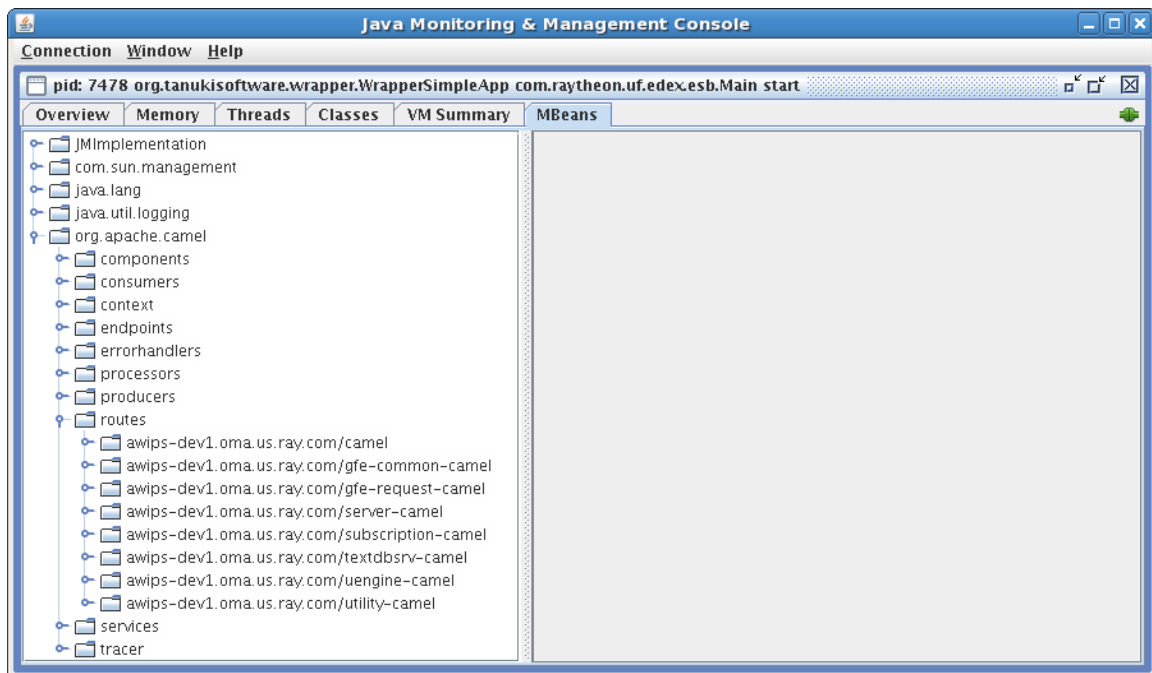 Java Monitoring & Management Console
Connection Window Help
pid: 7478 org.tanukisoftware.wrapper.WrapperSimpleApp com.raytheon.uf.edex.esb.Main start
Overview Memory Threads Classes VM Summary MBeans
JMImplementation
com.sun.management
java.lang
java.util.logging
org.apache.camel
components
consumers
context
endpoints
errorhandlers
processors
producers
routes
awips-dev1.oma.us.ray.com/camel
awips-dev1.oma.us.ray.com/gfe-common-camel
awips-dev1.oma.us.ray.com/gfe-request-camel
awips-dev1.oma.us.ray.com/server-camel
awips-dev1.oma.us.ray.com/subscription-camel
awips-dev1.oma.us.ray.com/textdbsrv-camel
awips-dev1.oma.us.ray.com/uengine-camel
awips-dev1.oma.us.ray.com/utility-camel
services
tracer